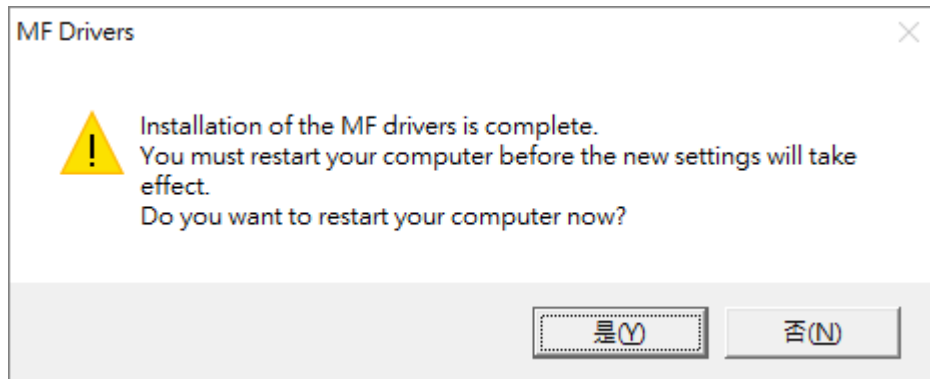 MF Drivers
Installation of the MF drivers is complete.
You must restart your computer before the new settings will take
effect.
Do you want to restart your computer now?
是(Y)
否(N)